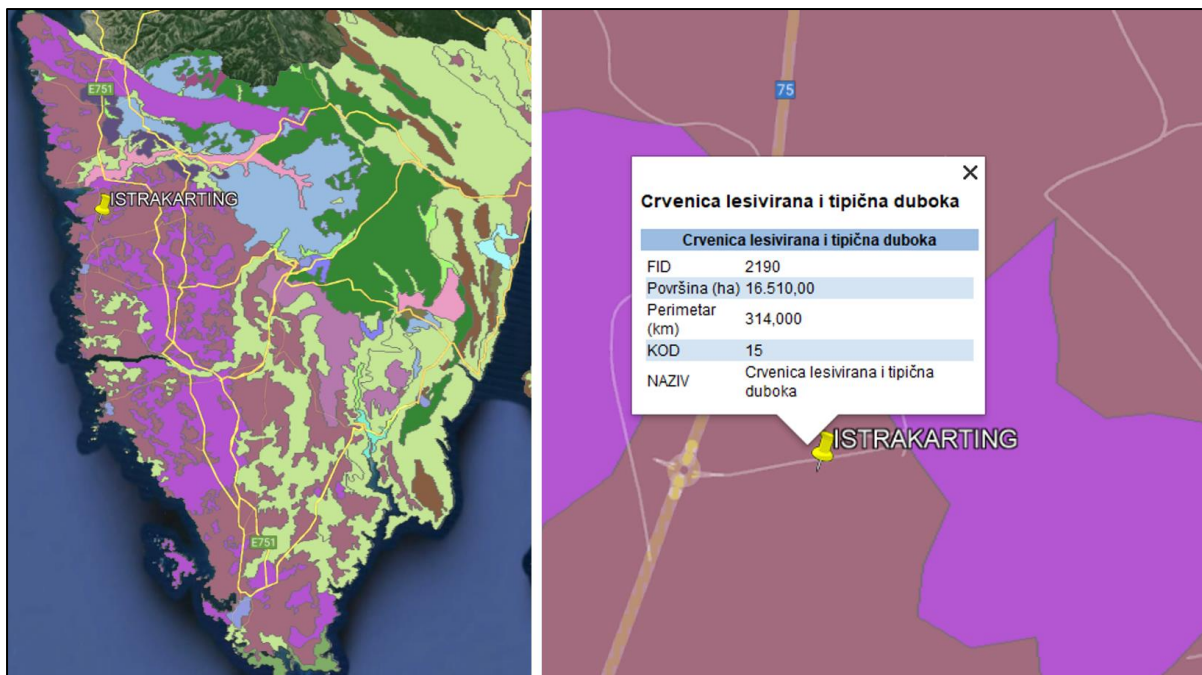 E751
ISTRAKARTING
E751
75
Crvenica lesivirana i tipična duboka
Crvenica lesivirana i tipična duboka
FID 2190
Površina (ha) 16.510,00
Perimetar
(km) 314,000
KOD 15
NAZIV Crvenica lesivirana i tipična
duboka
ISTRAKARTING